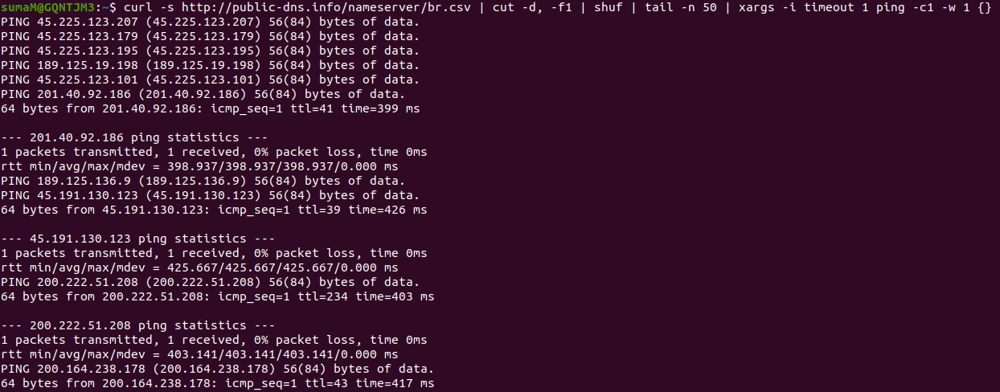 sumaM@GQNTJM3:~$ curl -s http://public-dns.info/nameserver/br.csv | cut -d, -f1 | shuf | tail -n 50 | xargs -i timeout 1 ping -c1 -w 1 {}
PING 45.225.123.207 (45.225.123.207) 56(84) bytes of data.
PING 45.225.123.179 (45.225.123.179) 56(84) bytes of data.
PING 45.225.123.195 (45.225.123.195) 56(84) bytes of data.
PING 189.125.19.198 (189.125.19.198) 56(84) bytes of data.
PING 45.225.123.101 (45.225.123.101) 56(84) bytes of data.
PING 201.40.92.186 (201.40.92.186) 56(84) bytes of data.
64 bytes from 201.40.92.186: icmp_seq=1 ttl=41 time=399 ms

--- 201.40.92.186 ping statistics ---
1 packets transmitted, 1 received, 0% packet loss, time 0ms
rtt min/avg/max/mdev = 398.937/398.937/398.937/0.000 ms
PING 189.125.136.9 (189.125.136.9) 56(84) bytes of data.
PING 45.191.130.123 (45.191.130.123) 56(84) bytes of data.
64 bytes from 45.191.130.123: icmp_seq=1 ttl=39 time=426 ms

--- 45.191.130.123 ping statistics ---
1 packets transmitted, 1 received, 0% packet loss, time 0ms
rtt min/avg/max/mdev = 425.667/425.667/425.667/0.000 ms
PING 200.222.51.208 (200.222.51.208) 56(84) bytes of data.
64 bytes from 200.222.51.208: icmp_seq=1 ttl=234 time=403 ms

--- 200.222.51.208 ping statistics ---
1 packets transmitted, 1 received, 0% packet loss, time 0ms
rtt min/avg/max/mdev = 403.141/403.141/403.141/0.000 ms
PING 200.164.238.178 (200.164.238.178) 56(84) bytes of data.
64 bytes from 200.164.238.178: icmp_seq=1 ttl=43 time=417 ms